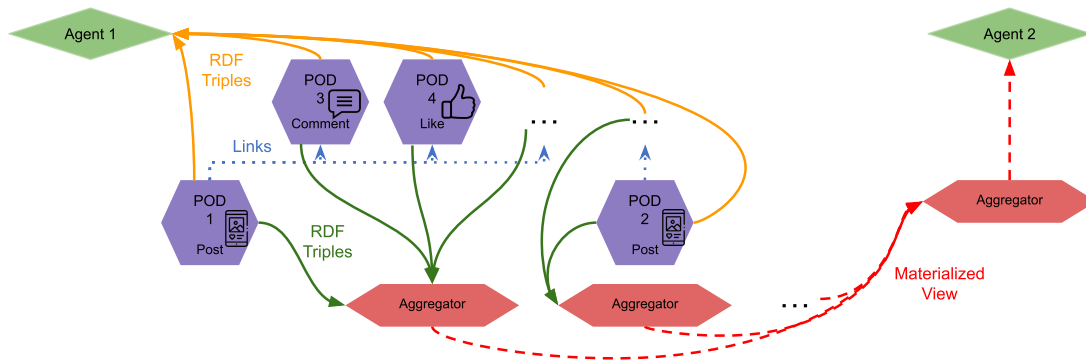 Agent 1
Agent 2
RDF
Triples
POD
3
Comment
POD
4
Like
...
...
Links
POD
1
Post
POD
2
Post
Aggregator
RDF
Triples
Materialized
View
Aggregator
Aggregator
...